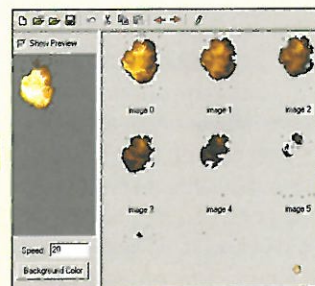 Show Preview
image 0 image 1 image 2
image 3 image 4 image 5
Speed: 20
Background Color